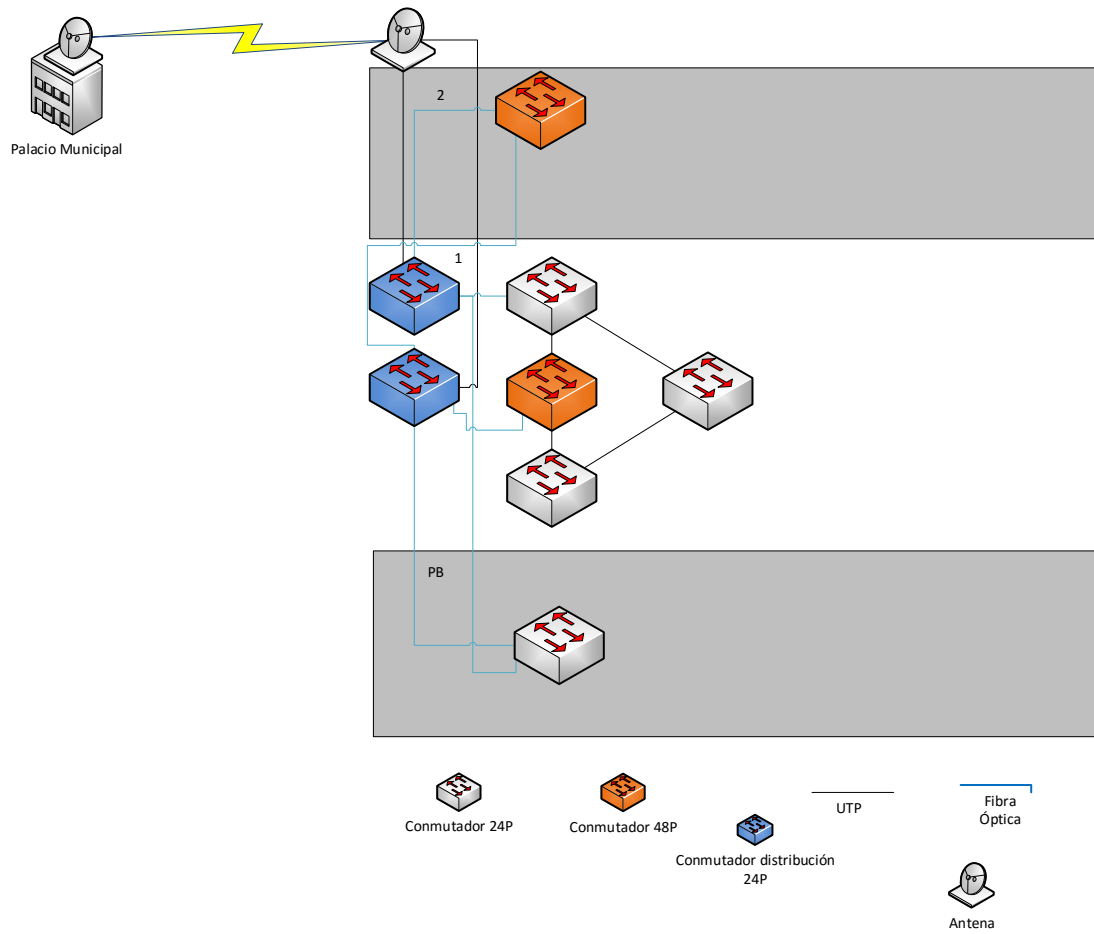 2
Palacio Municipal
1
PB
Conmutador 24P
Conmutador 48P
UTP
Fibra
Óptica
Conmutador distribución
24P
Antena